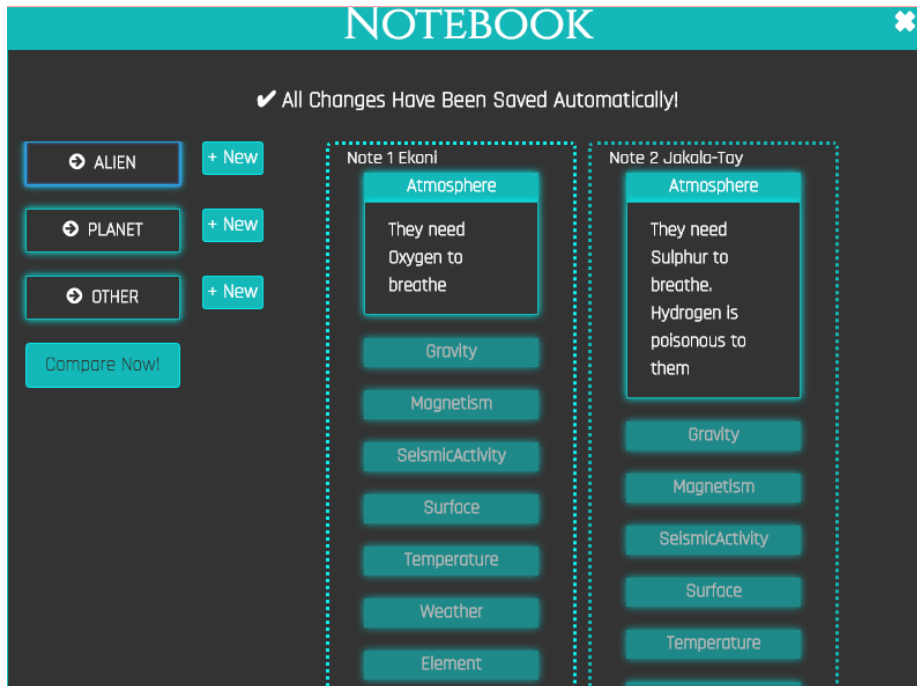 NOTEBOOK
✔ All Changes Have Been Saved Automatically!
ALIEN
+ New
PLANET
+ New
OTHER
+ New
Compare Now!
Note 1 Ekoni
Atmosphere
They need
Oxygen to
breathe
Gravity
Magnetism
SeismicActivity
Surface
Temperature
Weather
Element
Note 2 Jakala-Tay
Atmosphere
They need
Sulphur to
breathe.
Hydrogen is
poisonous to
them
Gravity
Magnetism
SeismicActivity
Surface
Temperature